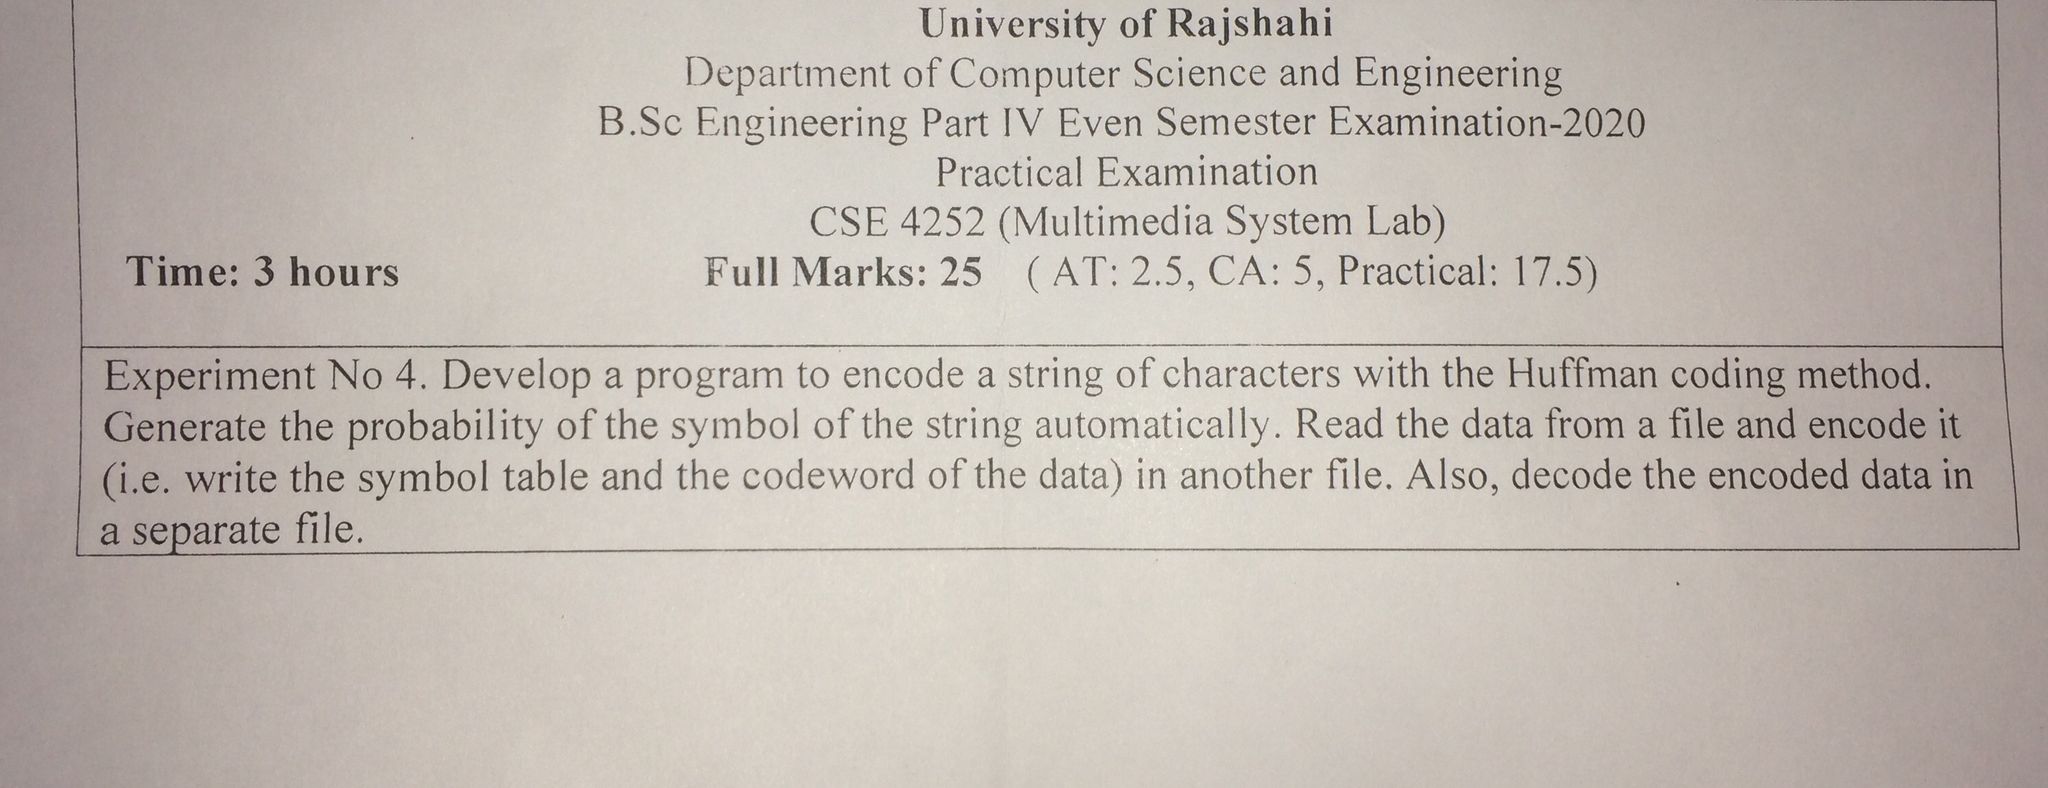 University of Rajshahi
Department of Computer Science and Engineering
B.Sc Engineering Part IV Even Semester Examination-2020
Practical Examination
CSE 4252 (Multimedia System Lab)
Time: 3 hours Full Marks: 25 ( AT: 2.5, CA: 5, Practical: 17.5)
Experiment No 4. Develop a program to encode a string of characters with the Huffman coding method.
Generate the probability of the symbol of the string automatically. Read the data from a file and encode it
(i.e. write the symbol table and the codeword of the data) in another file. Also, decode the encoded data in
a separate file.